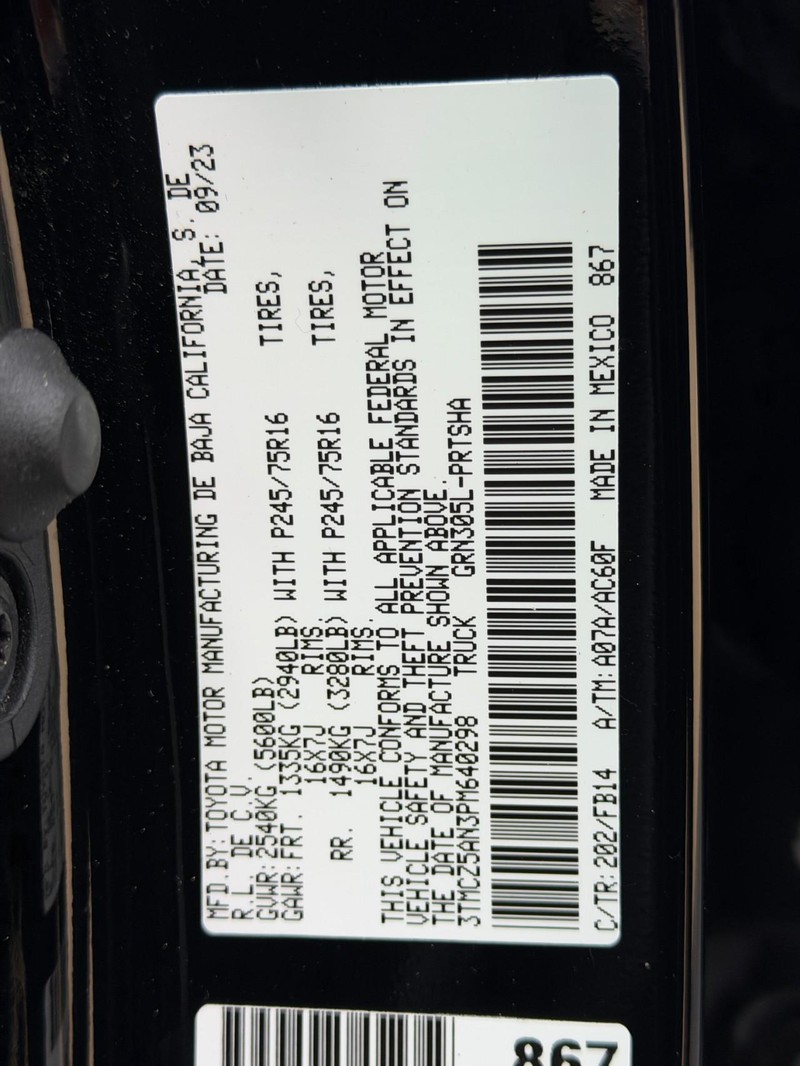 MFD.BY:TOYOTA MOTOR MANUFACTURING DE BAJA CALIFORNIA, S. DE
R.L. DE C.V. DATE: 09/23
GVWR:2540KG (5600LB)
GAWR:FRT. 1335KG (2940LB) WITH P245/75R16 TIRES,
16X7J RIMS.
RR. 1490KG (3280LB) WITH P245/75R16 TIRES,
16X7J RIMS.
THIS VEHICLE CONFORMS TO ALL APPLICABLE FEDERAL MOTOR
VEHICLE SAFETY AND THEFT PREVENTION STANDARDS IN EFFECT ON
THE DATE OF MANUFACTURE SHOWN ABOVE.
3TMCZ5AN3PM640298 TRUCK GRN305L-PRTSHA
C/TR:202/FB14 A/TM:A07A/AC60F MADE IN MEXICO 867
867